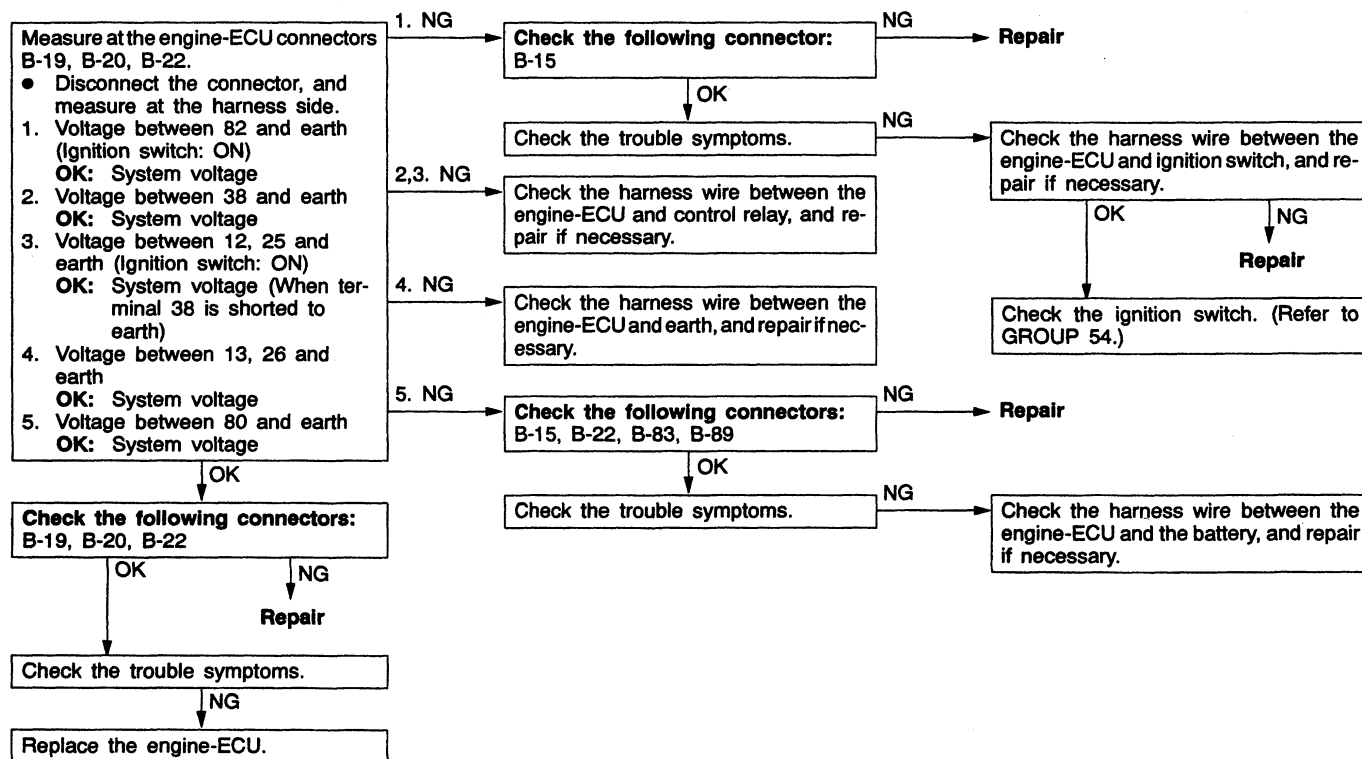 Measure at the engine-ECU connectors
B-19, B-20, B-22.
● Disconnect the connector, and
measure at the harness side.
1. Voltage between 82 and earth
(Ignition switch: ON)
OK: System voltage
2. Voltage between 38 and earth
OK: System voltage
3. Voltage between 12, 25 and
earth (Ignition switch: ON)
OK: System voltage (When ter-
minal 38 is shorted to
earth)
4. Voltage between 13, 26 and
earth
OK: System voltage
5. Voltage between 80 and earth
OK: System voltage
1. NG
Check the following connector:
B-15
NG
Repair
OK
Check the trouble symptoms.
NG
Check the harness wire between the
engine-ECU and ignition switch, and re-
pair if necessary.
OK
NG
Repair
Check the ignition switch. (Refer to
GROUP 54.)
2,3. NG
Check the harness wire between the
engine-ECU and control relay, and re-
pair if necessary.
4. NG
Check the harness wire between the
engine-ECU and earth, and repair if nec-
essary.
5. NG
Check the following connectors:
B-15, B-22, B-83, B-89
NG
Repair
OK
Check the trouble symptoms.
NG
Check the harness wire between the
engine-ECU and the battery, and repair
if necessary.
OK
Check the following connectors:
B-19, B-20, B-22
OK
NG
Repair
Check the trouble symptoms.
NG
Replace the engine-ECU.